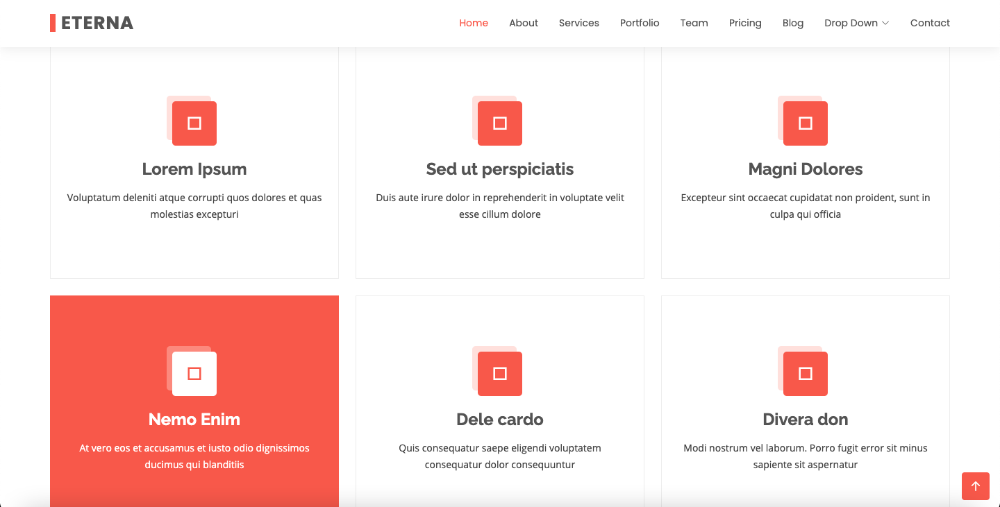 ETERNA
Home About Services Portfolio Team Pricing Blog Drop Down Contact
Lorem Ipsum
Voluptatum deleniti atque corrupti quos dolores et quas
molestias excepturi
Sed ut perspiciatis
Duis aute irure dolor in reprehenderit in voluptate velit
esse cillum dolore
Magni Dolores
Excepteur sint occaecat cupidatat non proident, sunt in
culpa qui officia
Nemo Enim
At vero eos et accusamus et iusto odio dignissimos
ducimus qui blanditiis
Dele cardo
Quis consequatur saepe eligendi voluptatem
consequatur dolor consequuntur
Divera don
Modi nostrum vel laborum. Porro fugit error sit minus
sapiente sit aspernatur